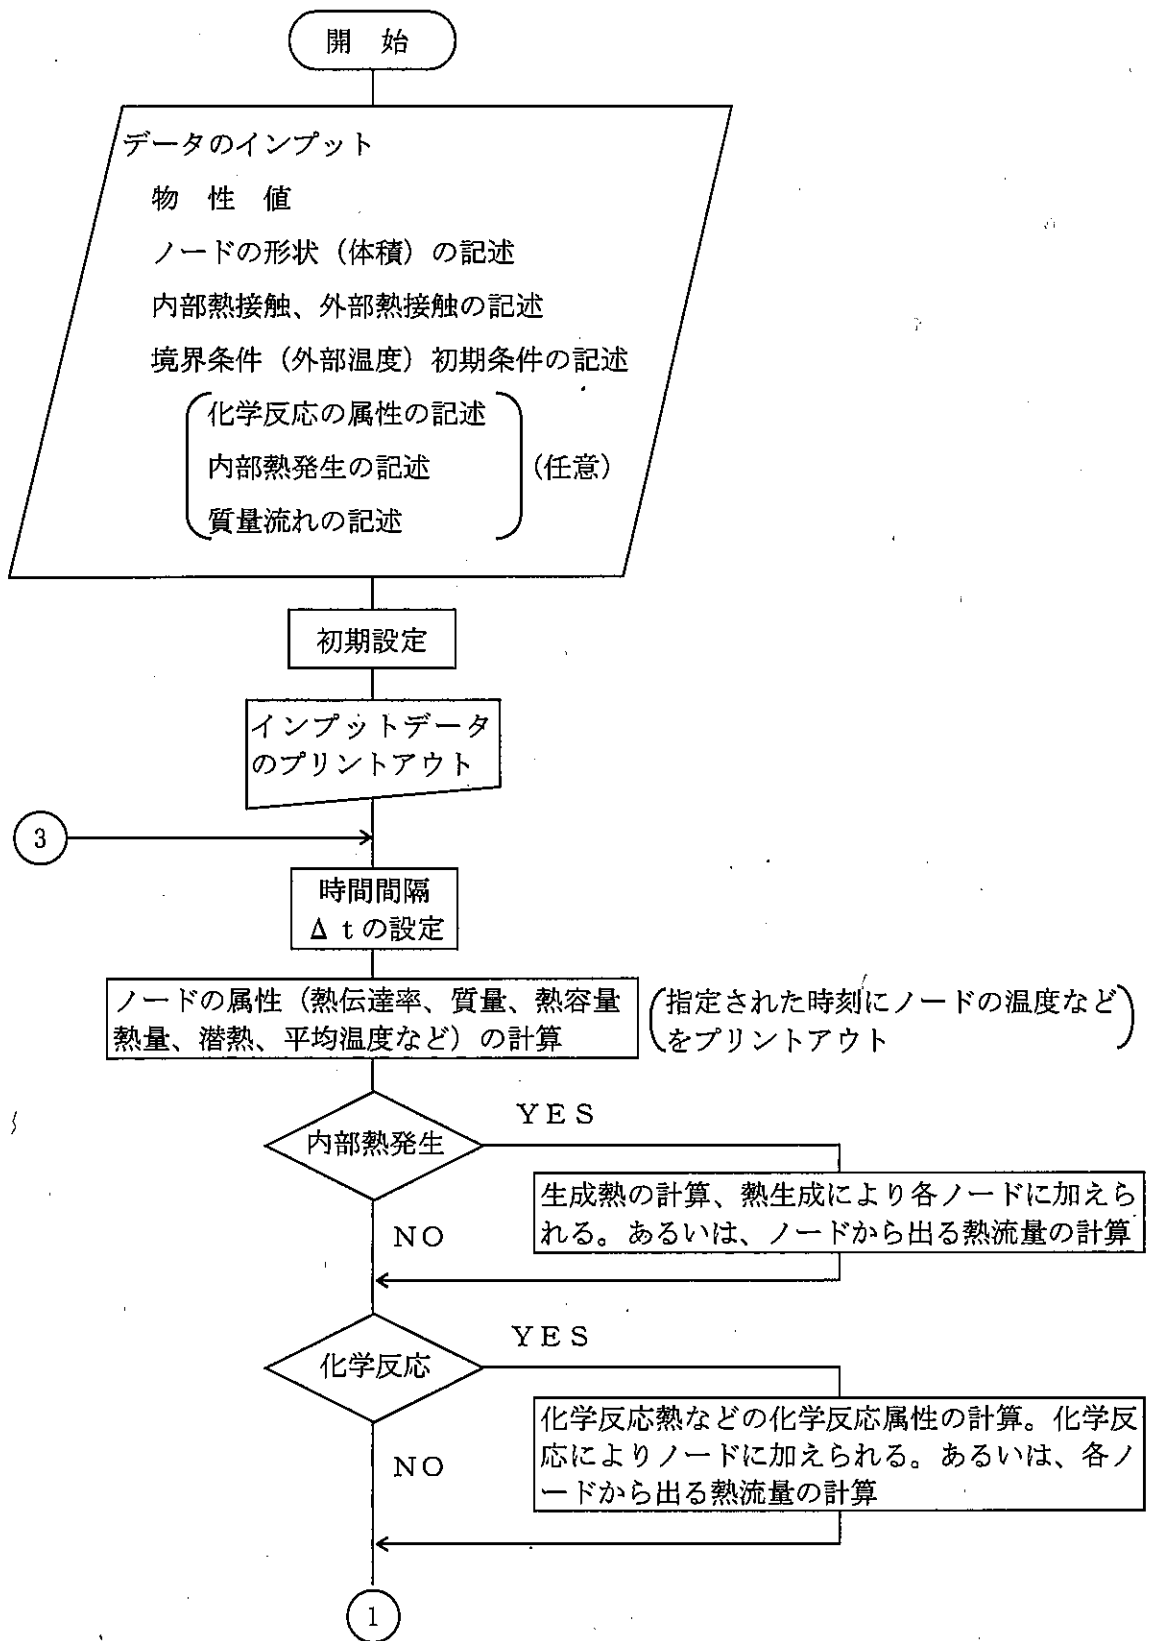 開　始
データのインプット
物　性　値
ノードの形状（体積）の記述
内部熱接触、外部熱接触の記述
境界条件（外部温度）初期条件の記述
化学反応の属性の記述
内部熱発生の記述
（任意）
質量流れの記述
初期設定
インプットデータ
のプリントアウト
3
時間間隔
Δｔの設定
ノードの属性（熱伝達率、質量、熱容量
熱量、潜熱、平均温度など）の計算
（指定された時刻にノードの温度など
をプリントアウト）
内部熱発生
ＹＥＳ
生成熱の計算、熱生成により各ノードに加えら
れる。あるいは、ノードから出る熱流量の計算
ＮＯ
化学反応
ＹＥＳ
化学反応熱などの化学反応属性の計算。化学反
応によりノードに加えられる。あるいは、各ノ
ードから出る熱流量の計算
ＮＯ
1